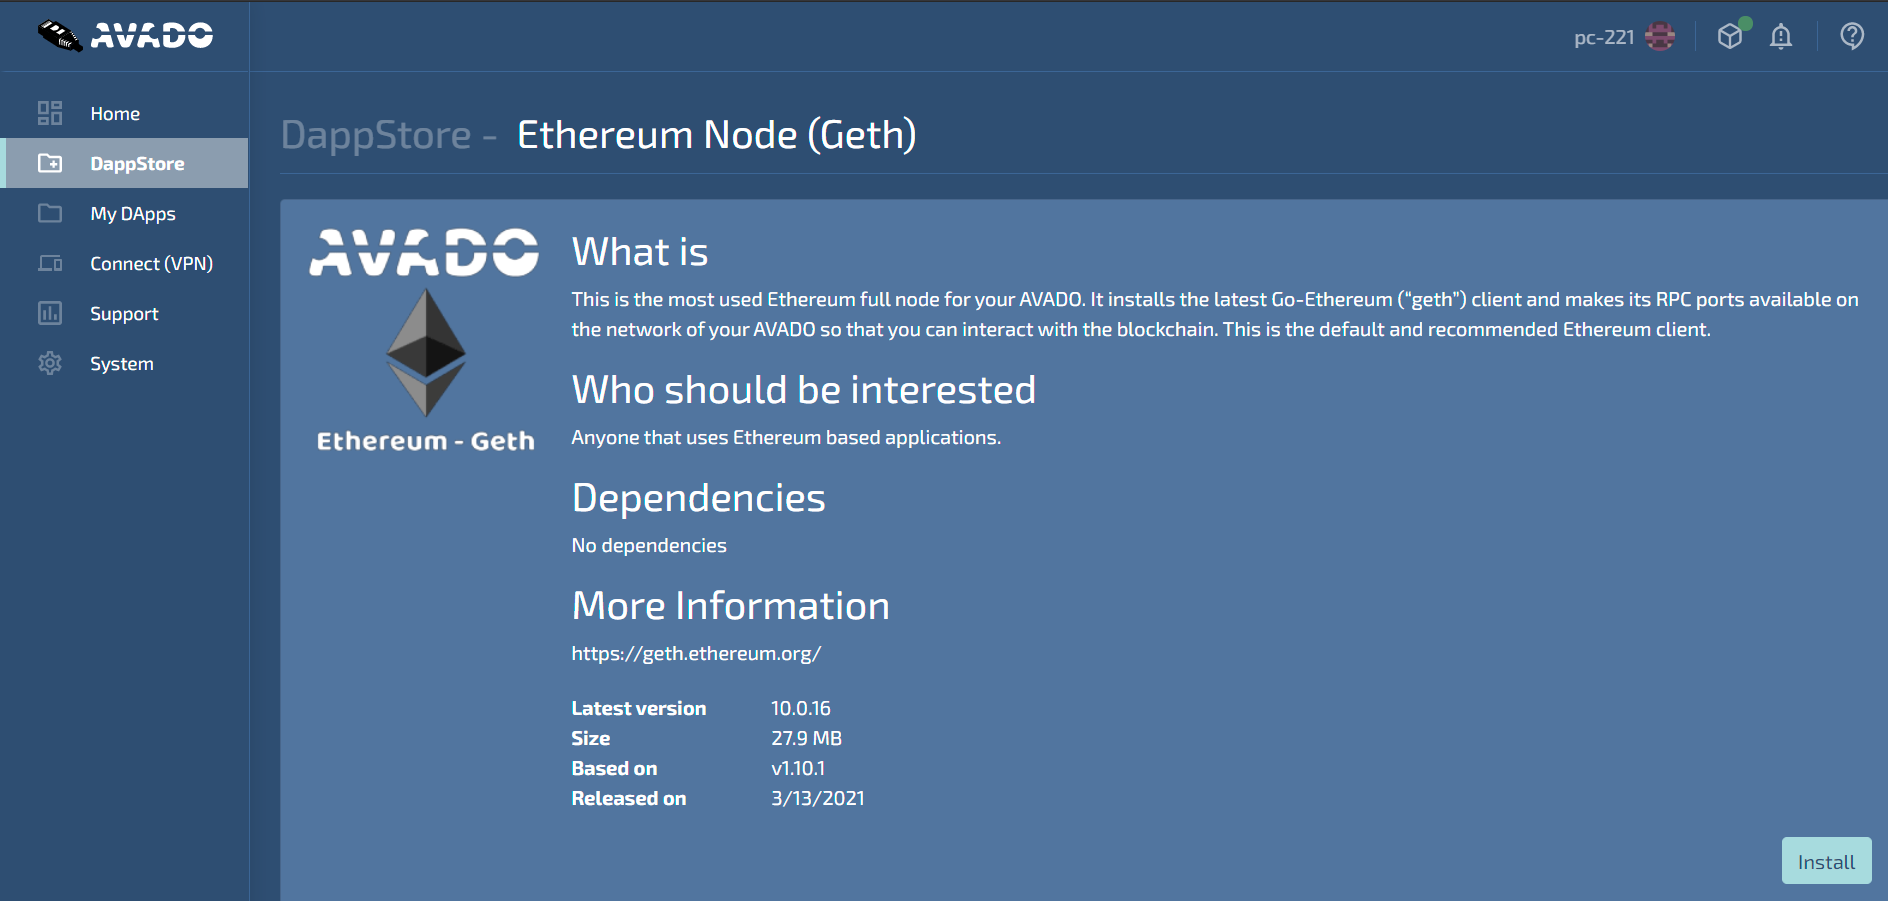 AVADO
pc-221
Home
DappStore
My DApps
Connect (VPN)
Support
System
DappStore - Ethereum Node (Geth)
AVADO
Ethereum - Geth
What is
This is the most used Ethereum full node for your AVADO. It installs the latest Go-Ethereum (“geth”) client and makes its RPC ports available on
the network of your AVADO so that you can interact with the blockchain. This is the default and recommended Ethereum client.
Who should be interested
Anyone that uses Ethereum based applications.
Dependencies
No dependencies
More Information
https://geth.ethereum.org/
Latest version 10.0.16
Size 27.9 MB
Based on v1.10.1
Released on 3/13/2021
Install